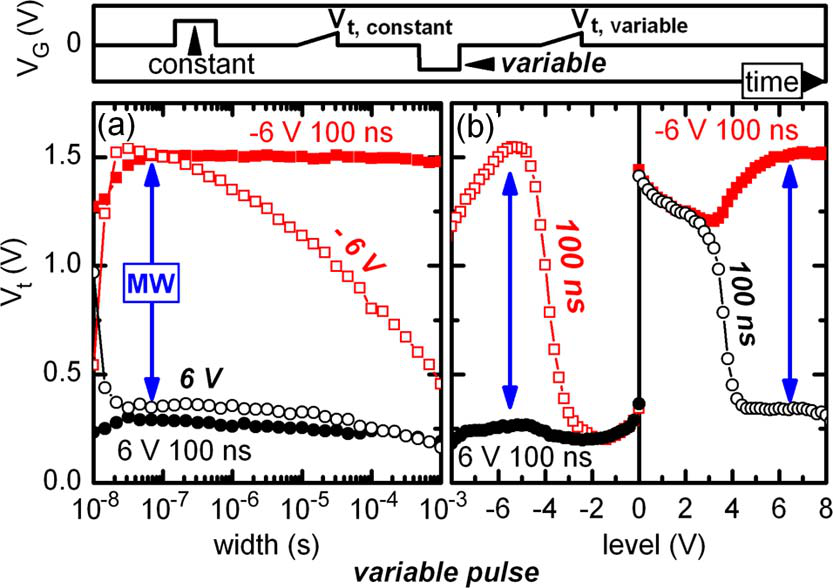 V_G (V)
0
V_t, constant
V_t, variable
constant
variable
time
(a)
-6 V 100 ns
(b)
-6 V 100 ns
V_t (V)
1.5
1.0
0.5
0.0
MW
- 6 V
6 V
6 V 100 ns
100 ns
6 V 100 ns
100 ns
10^-8 10^-7 10^-6 10^-5 10^-4 10^-3
-8 -6 -4 -2 0 2 4 6 8
width (s)
level (V)
variable pulse